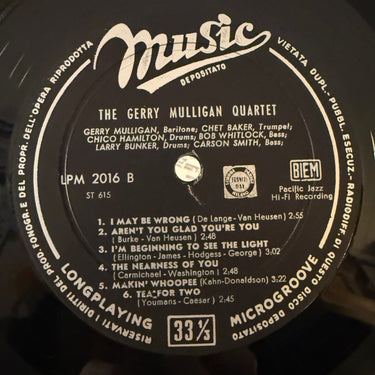 Music
DEPOSITATO
RISERVATI I DIRITTI DEL PROD. FONOGR. E DEL PROPR. DELL'OPERA RIPRODOTTA
VIETATA DUPL. - PUBBL. ESECUZ. - RADIODIFF. DI QUESTO DISCO DEPOSITATO
THE GERRY MULLIGAN QUARTET
GERRY MULLIGAN, Baritone; CHET BAKER, Trumpet;
CHICO HAMILTON, Drums; BOB WHITLOCK, Bass;
LARRY BUNKER, Drums; CARSON SMITH, Bass;
LPM 2016 B
BIEM
ST 615
Pacific Jazz
Hi-Fi Recording
1. I MAY BE WRONG (De Lange-Van Heusen) 2:55
2. AREN'T YOU GLAD YOU'RE YOU
(Burke - Van Heusen) 2:45
3. I'M BEGINNING TO SEE THE LIGHT
(Ellington - James - Hodgess - George) 3:00
4. THE NEARNESS OF YOU
(Carmichael - Washington) 2:45
5. MAKIN' WHOOPEE (Kahn-Donaldson) 3:22
6. TEA FOR TWO
(Youmans - Caesar) 2:45
LONGPLAYING
33⅓
MICROGROOVE